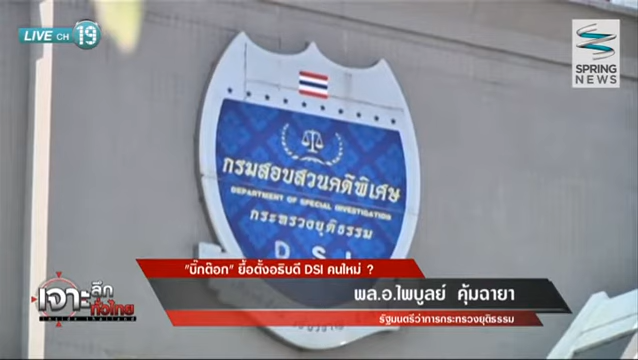 LIVE CH 19
SPRING
NEWS
กรมสอบสวนคดีพิเศษ
DEPARTMENT OF SPECIAL INVESTIGATION
กระทรวงยุติธรรม
D S I
"บิ๊กต๊อก" ยื้อตั้งอธิบดี DSI คนใหม่ ?
เจาะลึก
ทั่วไทย
inside thailand
พล.อ.ไพบูลย์ คุ้มฉายา
รัฐมนตรีว่าการกระทรวงยุติธรรม